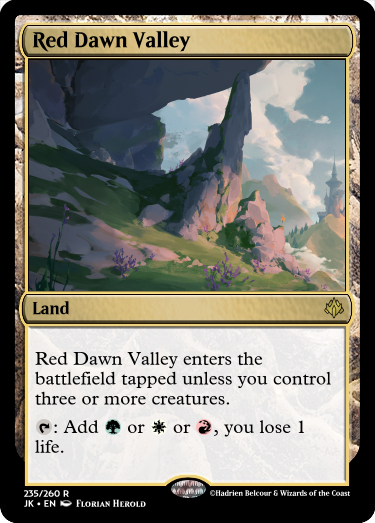 Red Dawn Valley
Land
Red Dawn Valley enters the
battlefield tapped unless you control
three or more creatures.
: Add or or , you lose 1
life.
235/260 R
JK • EN Florian Herold
©Hadrien Belcour & Wizards of the Coast